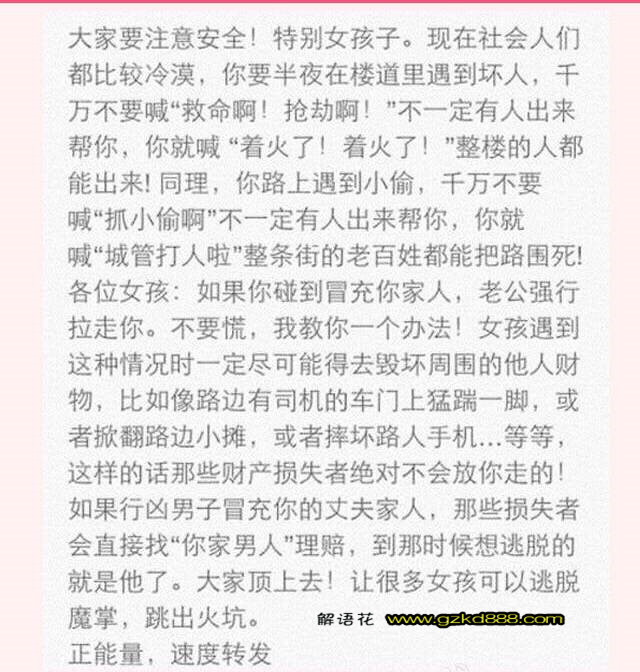 大家要注意安全！特别女孩子。现在社会人们
都比较冷漠，你要半夜在楼道里遇到坏人，千
万不要喊“救命啊！抢劫啊！”不一定有人出来
帮你，你就喊 “着火了！着火了！”整楼的人都
能出来! 同理，你路上遇到小偷，千万不要
喊“抓小偷啊”不一定有人出来帮你，你就
喊“城管打人啦”整条街的老百姓都能把路围死!
各位女孩：如果你碰到冒充你家人，老公强行
拉走你。不要慌，我教你一个办法！女孩遇到
这种情况时一定尽可能得去毁坏周围的他人财
物，比如像路边有司机的车门上猛踹一脚，或
者掀翻路边小摊，或者摔坏路人手机...等等，
这样的话那些财产损失者绝对不会放你走的！
如果行凶男子冒充你的丈夫家人，那些损失者
会直接找“你家男人”理赔，到那时候想逃脱的
就是他了。大家顶上去！让很多女孩可以逃脱
魔掌，跳出火坑。
解语花 www.gzkd888.com
正能量，速度转发